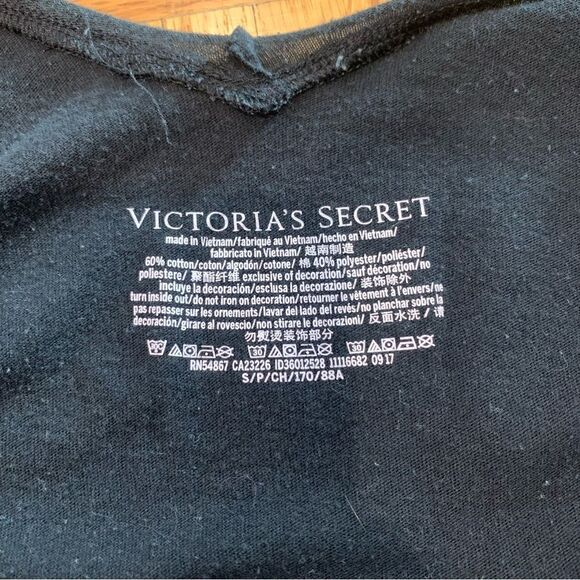 VICTORIA'S SECRET
made in Vietnam/fabriqué au Vietnam/hecho en Vietnam/
fabbricato in Vietnam/ 越南制造
60% cotton/coton/algodón/cotone/ 棉 40% polyester/poliéster/
poliestere/ 聚酯纤维 exclusive of decoration/sauf décoration/no
incluye la decoración/esclusa la decorazione/ 装饰除外
turn inside out/do not iron on decoration/retourner le vêtement à l'envers/ne
pas repasser sur les ornements/lavar del lado del revés/no planchar sobre la
decoración/girare al rovescio/non stirare le decorazioni/ 反面水洗 / 请
勿熨烫装饰部分
30 30
RN54867 CA23226 ID36012528 11116682 09 17
S/P/CH/170/88A